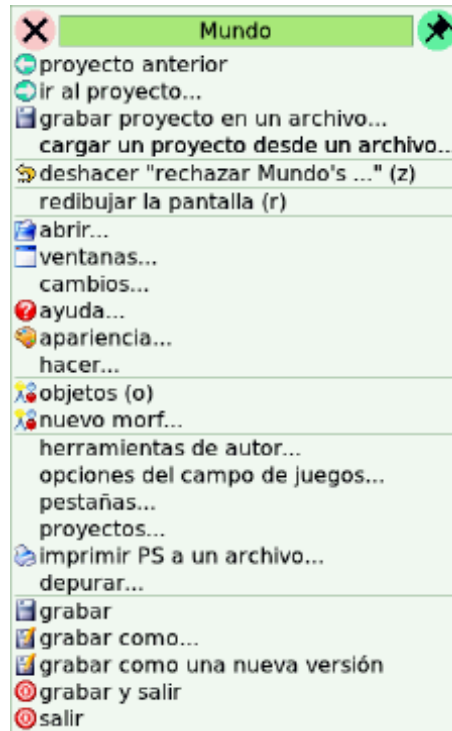 Mundo
proyecto anterior
ir al proyecto...
grabar proyecto en un archivo...
cargar un proyecto desde un archivo...
deshacer "rechazar Mundo's ..." (z)
redibujar la pantalla (r)
abrir...
ventanas...
cambios...
ayuda...
apariencia...
hacer...
objetos (o)
nuevo morf...
herramientas de autor...
opciones del campo de juegos...
pestañas...
proyectos...
imprimir PS a un archivo...
depurar...
grabar
grabar como...
grabar como una nueva versión
grabar y salir
salir